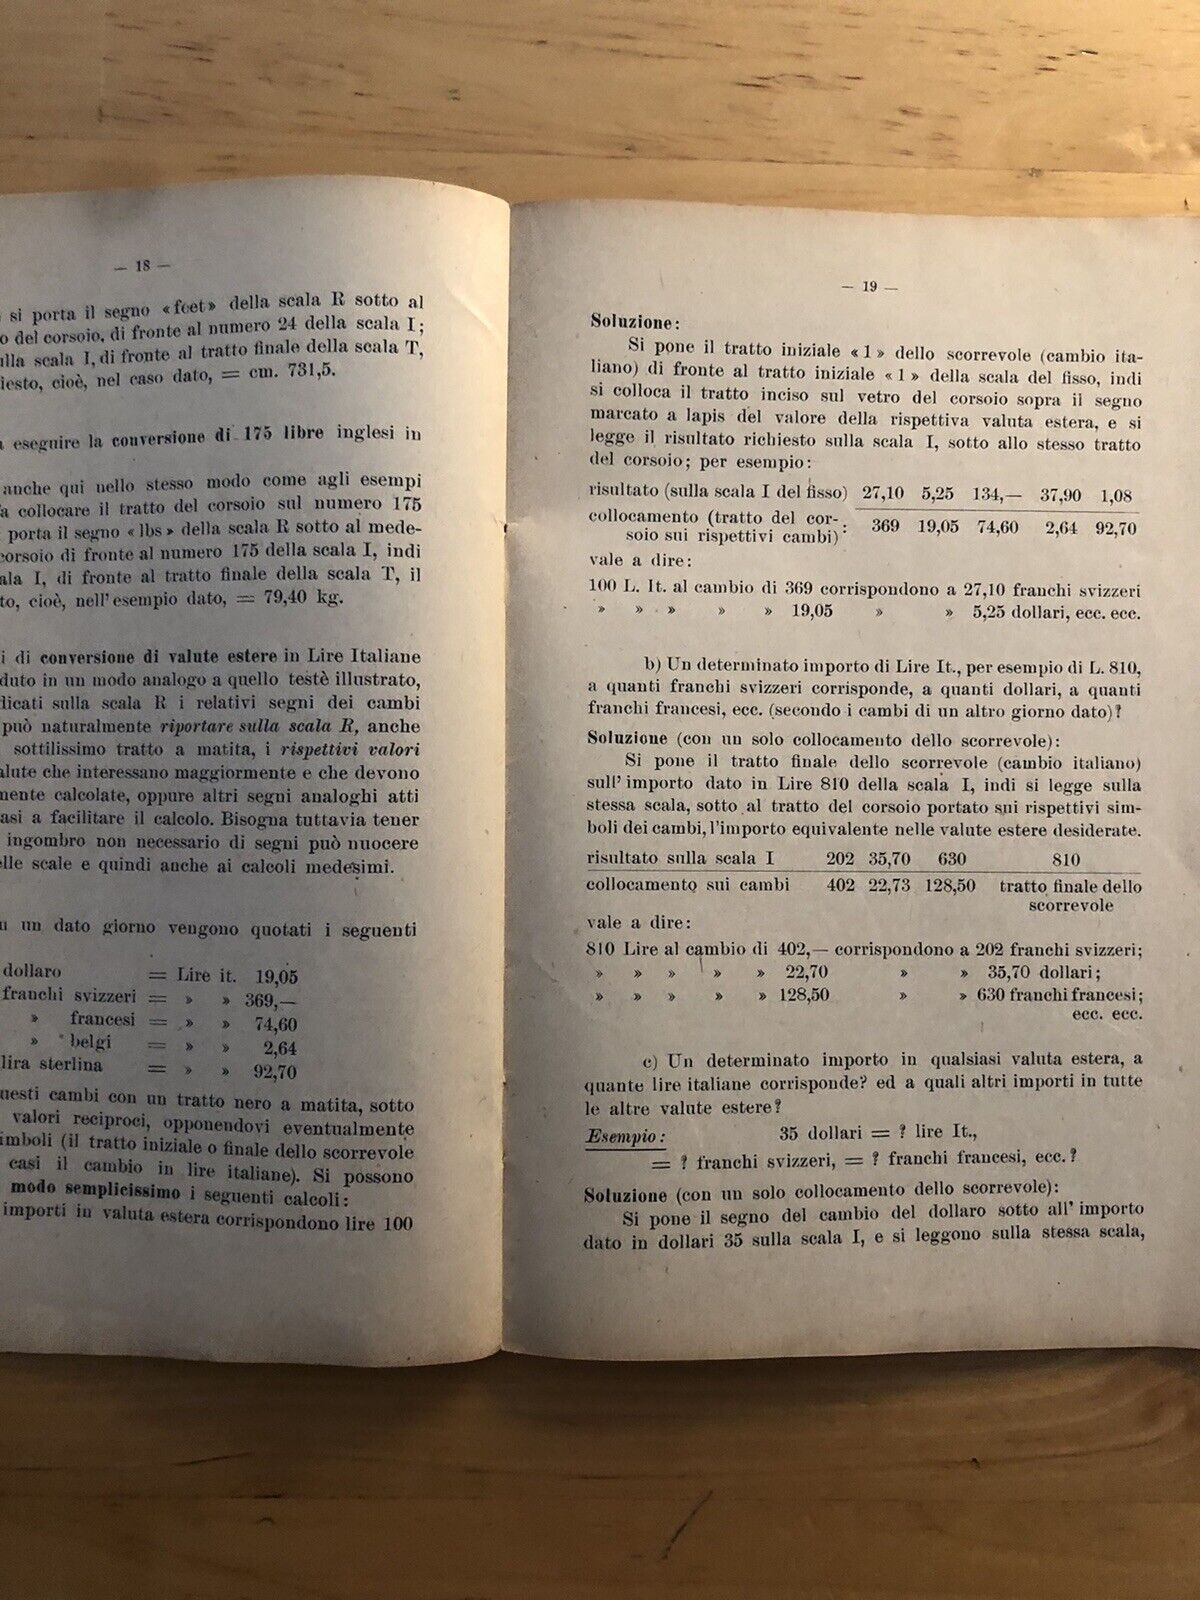 — 18 —
si porta il segno «feet» della scala R sotto al
del corsoio, di fronte al numero 24 della scala I;
scala I, di fronte al tratto finale della scala T,
cioè, nel caso dato, = cm. 731,5.
eseguire la conversione di 175 libre inglesi in
anche qui nello stesso modo come agli esempi
collocare il tratto del corsoio sul numero 175
porta il segno «lbs» della scala R sotto al mede-
corsoio di fronte al numero 175 della scala I, indi
I, di fronte al tratto finale della scala T, il
cioè, nell'esempio dato, = 79,40 kg.
di conversione di valute estere in Lire Italiane
in un modo analogo a quello testè illustrato,
sulla scala R i relativi segni dei cambi
può naturalmente riportare sulla scala R, anche
sottilissimo tratto a matita, i rispettivi valori
che interessano maggiormente e che devono
calcolate, oppure altri segni analoghi atti
a facilitare il calcolo. Bisogna tuttavia tener
ingombro non necessario di segni può nuocere
scale e quindi anche ai calcoli medesimi.
un dato giorno vengono quotati i seguenti
dollaro = Lire it. 19,05
franchi svizzeri = » » 369,—
» francesi = » » 74,60
» belgi = » » 2,64
lira sterlina = » » 92,70
cambi con un tratto nero a matita, sotto
valori reciproci, opponendovi eventualmente
(il tratto iniziale o finale dello scorrevole
casi il cambio in lire italiane). Si possono
modo semplicissimo i seguenti calcoli:
importi in valuta estera corrispondono lire 100
— 19 —
Soluzione:
Si pone il tratto iniziale «1» dello scorrevole (cambio ita-
liano) di fronte al tratto iniziale «1» della scala del fisso, indi
si colloca il tratto inciso sul vetro del corsoio sopra il segno
marcato a lapis del valore della rispettiva valuta estera, e si
legge il risultato richiesto sulla scala I, sotto allo stesso tratto
del corsoio; per esempio:
risultato (sulla scala I del fisso) 27,10 5,25 134,— 37,90 1,08
collocamento (tratto del cor-
soio sui rispettivi cambi): 369 19,05 74,60 2,64 92,70
vale a dire:
100 L. It. al cambio di 369 corrispondono a 27,10 franchi svizzeri
» » » » » 19,05 » » 5,25 dollari, ecc. ecc.
b) Un determinato importo di Lire It., per esempio di L. 810,
a quanti franchi svizzeri corrisponde, a quanti dollari, a quanti
franchi francesi, ecc. (secondo i cambi di un altro giorno dato)?
Soluzione (con un solo collocamento dello scorrevole):
Si pone il tratto finale dello scorrevole (cambio italiano)
sull' importo dato in Lire 810 della scala I, indi si legge sulla
stessa scala, sotto al tratto del corsoio portato sui rispettivi sim-
boli dei cambi, l'importo equivalente nelle valute estere desiderate.
risultato sulla scala I 202 35,70 630 810
collocamento sui cambi 402 22,73 128,50 tratto finale dello
scorrevole
vale a dire:
810 Lire al cambio di 402,— corrispondono a 202 franchi svizzeri;
» » » » » 22,70 » » 35,70 dollari;
» » » » » 128,50 » » 630 franchi francesi;
ecc. ecc.
c) Un determinato importo in qualsiasi valuta estera, a
quante lire italiane corrisponde? ed a quali altri importi in tutte
le altre valute estere?
Esempio: 35 dollari = ? lire It.,
= ? franchi svizzeri, = ? franchi francesi, ecc.?
Soluzione (con un solo collocamento dello scorrevole):
Si pone il segno del cambio del dollaro sotto all' importo
dato in dollari 35 sulla scala I, e si leggono sulla stessa scala,